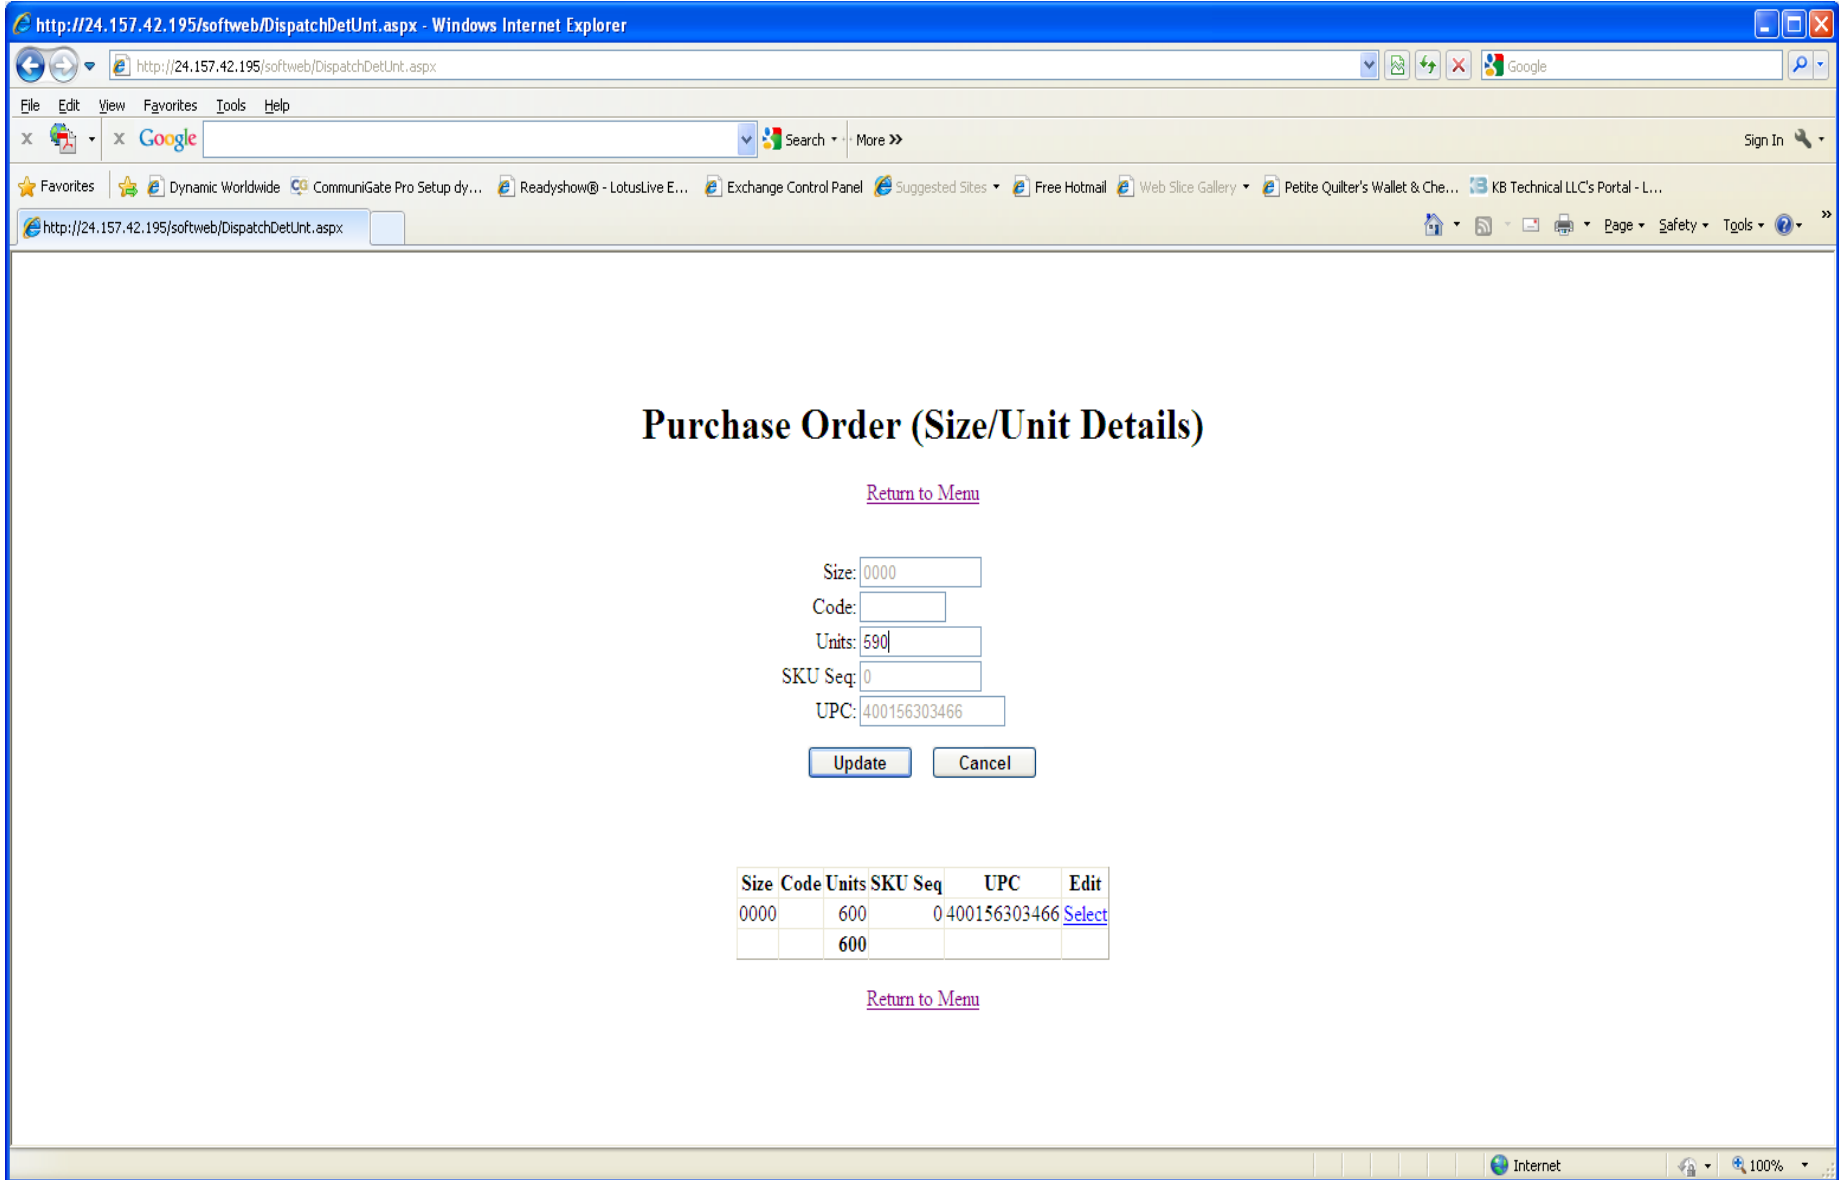 http://24.157.42.195/softweb/DispatchDetUnt.aspx - Windows Internet Explorer
http://24.157.42.195/softweb/DispatchDetUnt.aspx Google
File Edit View Favorites Tools Help
x x Google Search More >> Sign In
Favorites Dynamic Worldwide CommuniGate Pro Setup dy... Readyshow® - LotusLive E... Exchange Control Panel Suggested Sites Free Hotmail Web Slice Gallery Petite Quilter's Wallet & Che... KB Technical LLC's Portal - L...
http://24.157.42.195/softweb/DispatchDetUnt.aspx Page Safety Tools »
Purchase Order (Size/Unit Details)
Return to Menu
Size: 0000
Code:
Units: 590
SKU Seq: 0
UPC: 400156303466
Update Cancel
Size Code Units SKU Seq UPC Edit
0000 600 0 400156303466 Select
600
Return to Menu
Internet 100%